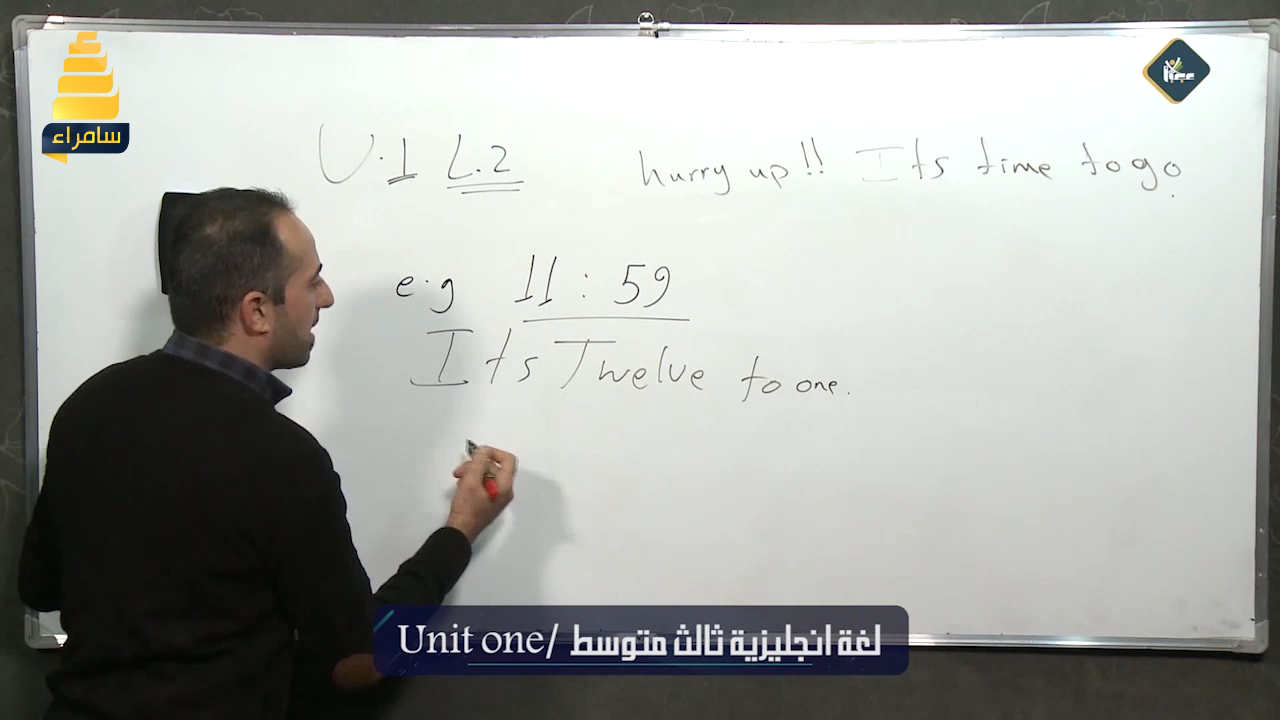 سامراء
U.1 L.2
hurry up!! Its time to go.
e.g 11:59
Its Twelve to one.
Unit one/ لغة انجليزية ثالث متوسط